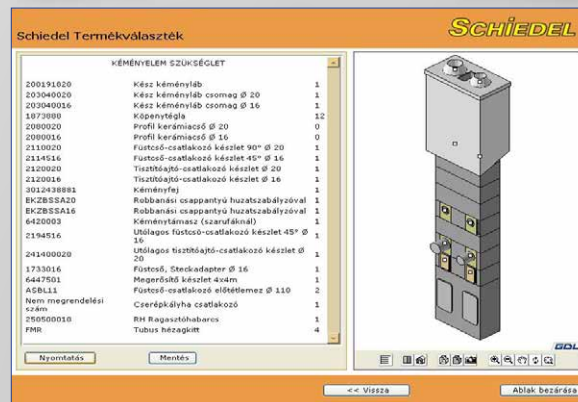 Schiedel Termékválaszték
SCHIEDEL
KÉMÉNYELEM SZÜKSÉGLET
200191020 Kész kéményláb 1
203040020 Kész kéményláb csomag Ø 20 1
203040016 Kész kéményláb csomag Ø 16 1
1873000 Köpenytégla 12
2080020 Profil kerámiacső Ø 20 0
2080016 Profil kerámiacső Ø 16 0
2110020 Füstcső-csatlakozó készlet 90° Ø 20 1
2114516 Füstcső-csatlakozó készlet 45° Ø 16 1
2120020 Tisztítóajtó-csatlakozó készlet Ø 20 1
2120016 Tisztítóajtó-csatlakozó készlet Ø 16 1
3012438881 Kéményfej 1
EKZBSSA20 Robbanási csappantyú huzatszabályzóval 1
EKZBSSA16 Robbanási csappantyú huzatszabályzóval 1
6420003 Kéménytámasz (szarufáknál) 1
2194516 Utólagos füstcső-csatlakozó készlet 45° Ø
16 1
241400020 Utólagos tisztítóajtó-csatlakozó készlet Ø
20 1
1733016 Füstcső, Steckadapter Ø 16 1
6447501 Megerősítő készlet 4x4m 1
ASBL11 Füstcső-csatlakozó előtétlemez Ø 110 2
Nem megrendelési
szám Cserépkályha csatlakozó 1
250500010 RH Ragasztóhabarcs 1
FMR Tubus hézagkitt 4
Nyomtatás Mentés
GDL
<< Vissza Ablak bezárása